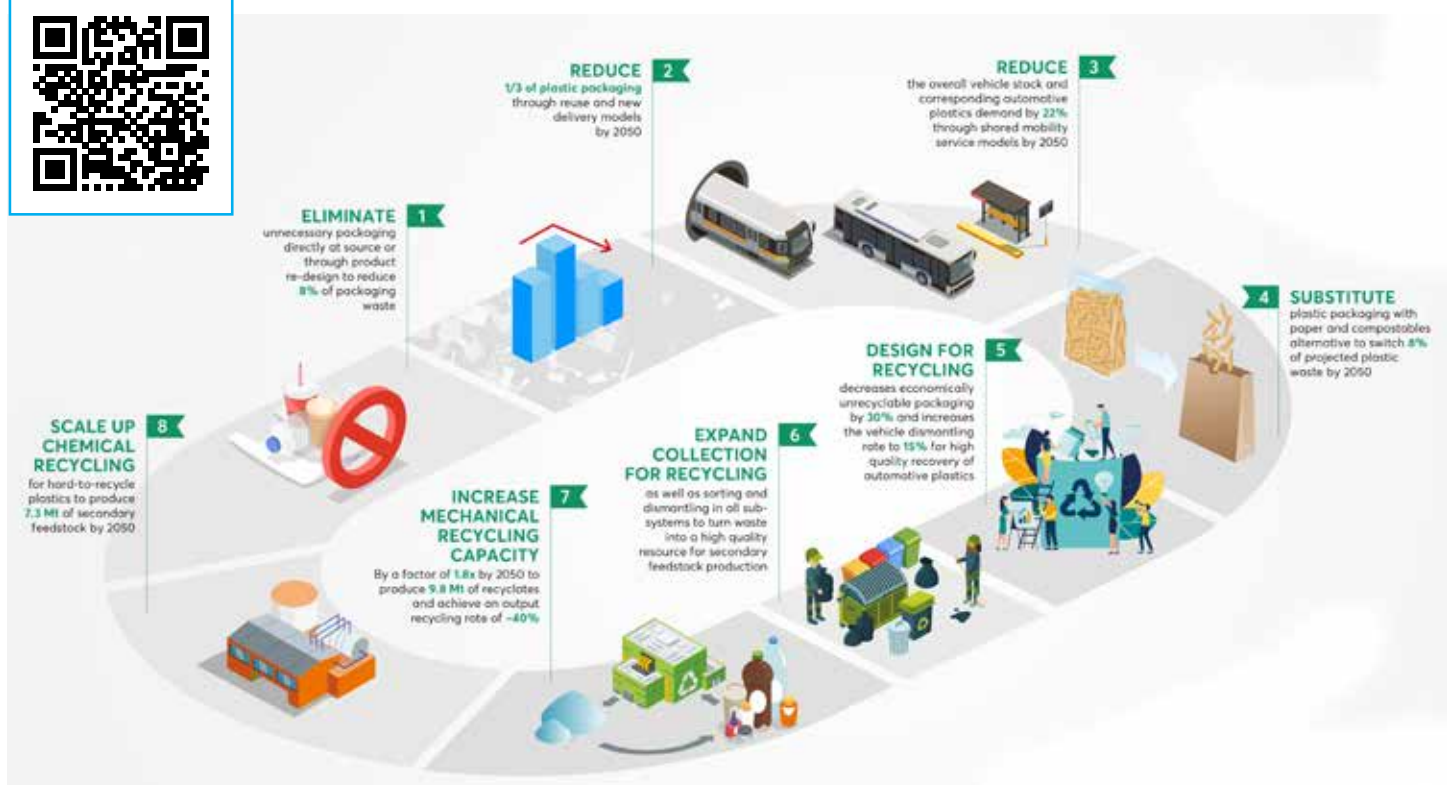 1
ELIMINATE
unnecessary packaging
directly at source or
through product
re-design to reduce
8% of packaging
waste
2
REDUCE
1/3 of plastic packaging
through reuse and new
delivery models
by 2050
3
REDUCE
the overall vehicle stock and
corresponding automotive
plastics demand by 22%
through shared mobility
service models by 2050
4
SUBSTITUTE
plastic packaging with
paper and compostables
alternative to switch 8%
of projected plastic
waste by 2050
5
DESIGN FOR
RECYCLING
decreases economically
unrecyclable packaging
by 30% and increases
the vehicle dismantling
rate to 15% for high
quality recovery of
automotive plastics
6
EXPAND
COLLECTION
FOR RECYCLING
as well as sorting and
dismantling in all sub-
systems to turn waste
into a high quality
resource for secondary
feedstock production
7
INCREASE
MECHANICAL
RECYCLING
CAPACITY
By a factor of 1.8x by 2050 to
produce 9.8 Mt of recyclates
and achieve an output
recycling rate of ~40%
8
SCALE UP
CHEMICAL
RECYCLING
for hard-to-recycle
plastics to produce
7.3 Mt of secondary
feedstock by 2050